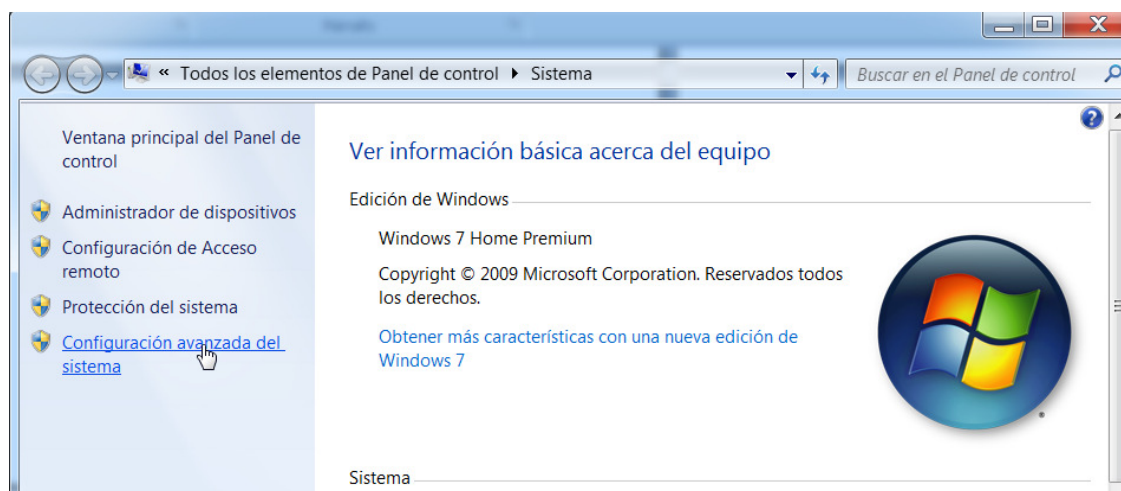 « Todos los elementos de Panel de control ▸ Sistema
Buscar en el Panel de control
Ventana principal del Panel de
control
Administrador de dispositivos
Configuración de Acceso
remoto
Protección del sistema
Configuración avanzada del
sistema
Ver información básica acerca del equipo
Edición de Windows
Windows 7 Home Premium
Copyright © 2009 Microsoft Corporation. Reservados todos
los derechos.
Obtener más características con una nueva edición de
Windows 7
Sistema